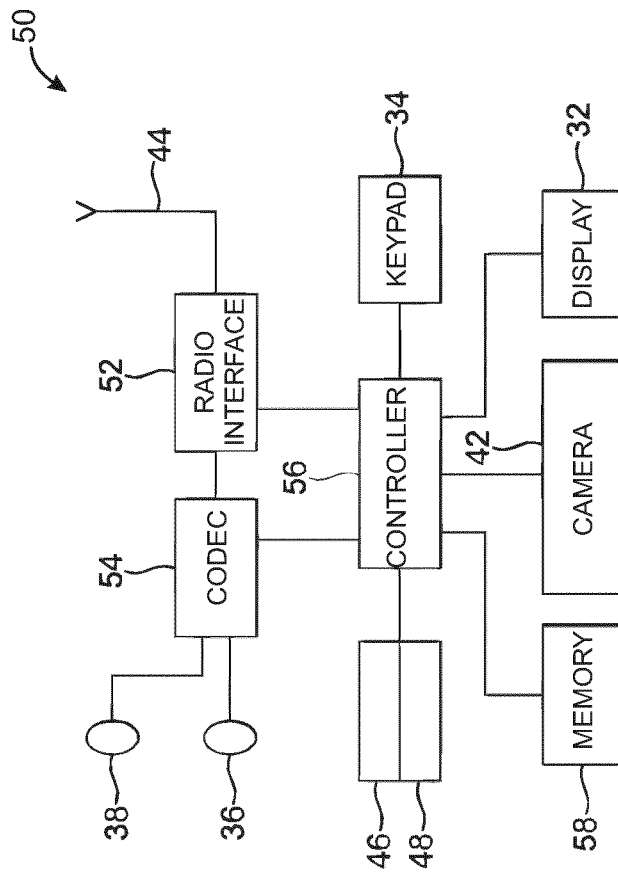 50
44
52
RADIO
INTERFACE
54
CODEC
38
36
34
KEYPAD
56
CONTROLLER
46
48
32
DISPLAY
42
CAMERA
58
MEMORY